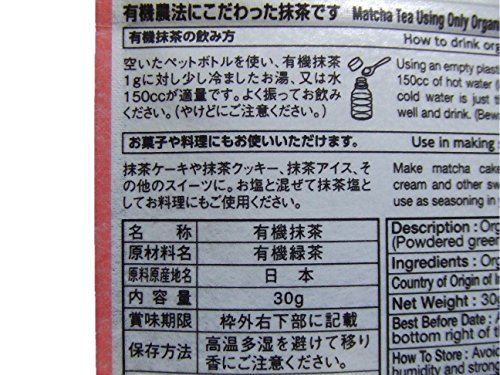 有機農法にこだわった抹茶です Matcha Tea Using Only
有機抹茶の飲み方 How to drink
空いたペットボトルを使い、有機抹茶
1gに対し少し冷ましたお湯、又は水
150ccが適量です。よく振ってお飲み
ください。(やけどにご注意ください。)
Using an empty
150cc of hot water
cold water is just
well and drink.
お菓子や料理にもお使いいただけます。 Use in making
抹茶ケーキや抹茶クッキー、抹茶アイス、そ
の他のスイーツに。お塩と混ぜて抹茶塩と
してお料理にもご使用ください。
Make matcha
cream and other
use as seasoning in
名称 有機抹茶
原材料名 有機緑茶
原料原産地名 日本
内容量 30g
賞味期限 枠外右下部に記載
保存方法 高温多湿を避けて移り
香にご注意ください。
Description :
(Powdered
Ingredients :
Country of Origin of
Net Weight : 30
Best Before Date :
bottom right of
How To Store :
humidity and